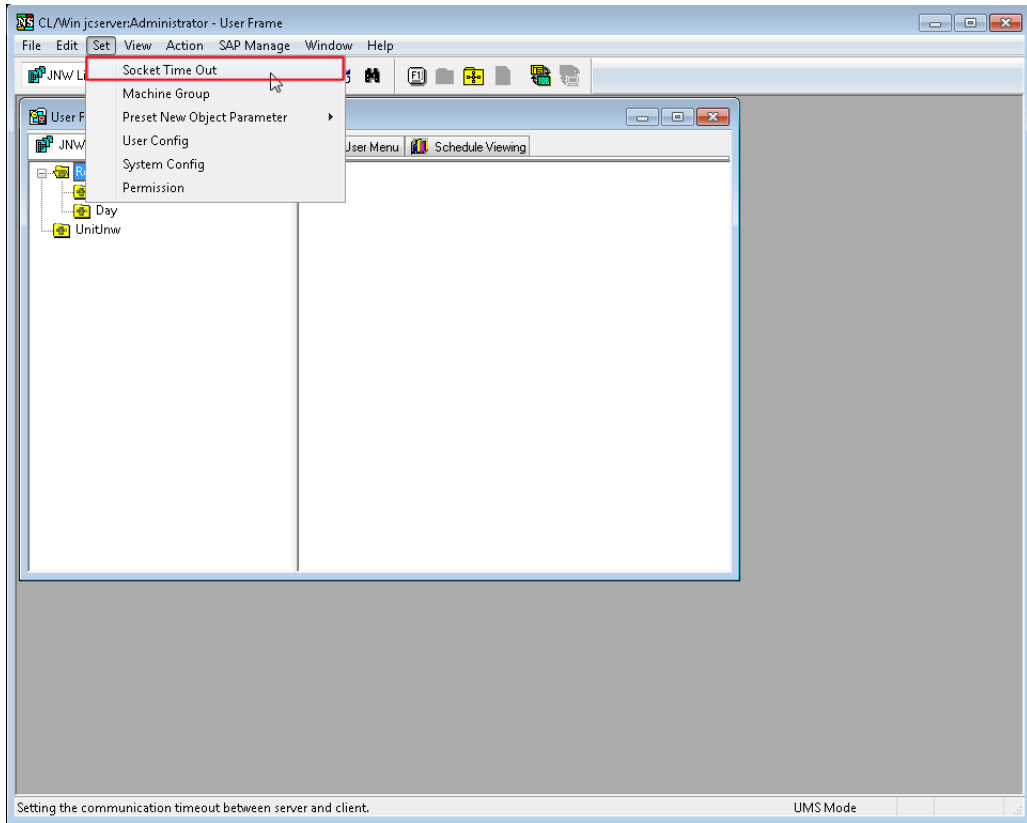 CL/Win jcserver:Administrator - User Frame
File Edit Set View Action SAP Manage Window Help
JNW Li
F1
Socket Time Out
Machine Group
Preset New Object Parameter
User Config
System Config
Permission
User F
JNW
User Menu
Schedule Viewing
Day
UnitJnw
Setting the communication timeout between server and client.
UMS Mode